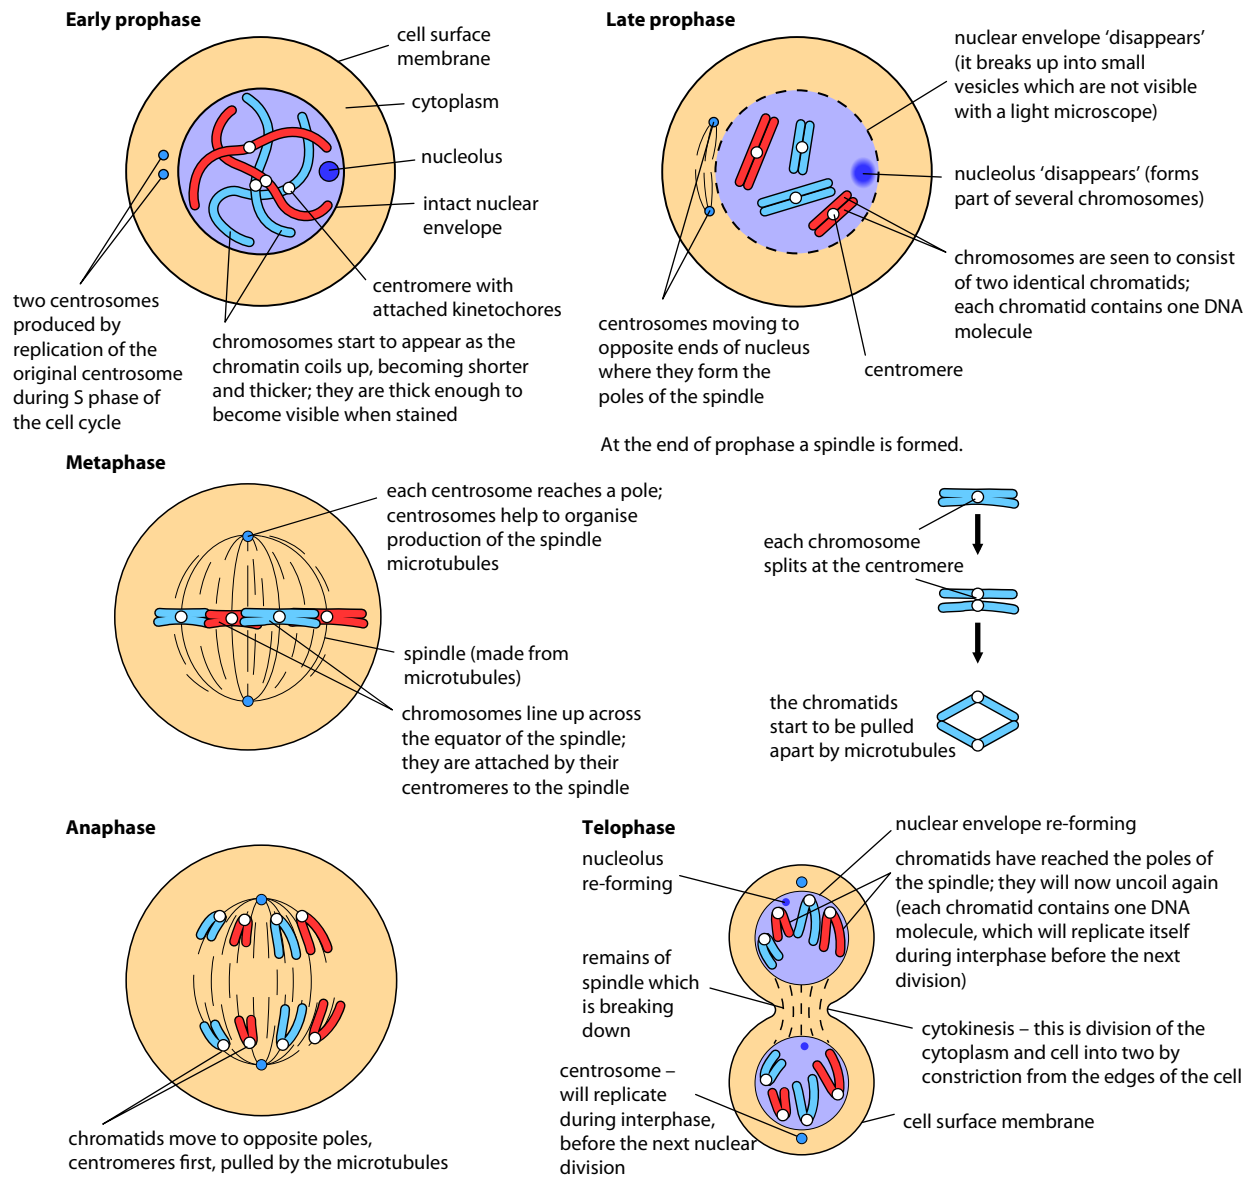 Early prophase
cell surface
membrane
cytoplasm
nucleolus
intact nuclear
envelope
centromere with
attached kinetochores
two centrosomes
produced by
replication of the
original centrosome
during S phase of
the cell cycle
chromosomes start to appear as the
chromatin coils up, becoming shorter
and thicker; they are thick enough to
become visible when stained
Late prophase
nuclear envelope ‘disappears’
(it breaks up into small
vesicles which are not visible
with a light microscope)
nucleolus ‘disappears’ (forms
part of several chromosomes)
chromosomes are seen to consist
of two identical chromatids;
each chromatid contains one DNA
molecule
centrosomes moving to
opposite ends of nucleus
where they form the
poles of the spindle
centromere
At the end of prophase a spindle is formed.
Metaphase
each centrosome reaches a pole;
centrosomes help to organise
production of the spindle
microtubules
spindle (made from
microtubules)
chromosomes line up across
the equator of the spindle;
they are attached by their
centromeres to the spindle
each chromosome
splits at the centromere
the chromatids
start to be pulled
apart by microtubules
Anaphase
chromatids move to opposite poles,
centromeres first, pulled by the microtubules
Telophase
nucleolus
re-forming
nuclear envelope re-forming
chromatids have reached the poles of
the spindle; they will now uncoil again
(each chromatid contains one DNA
molecule, which will replicate itself
during interphase before the next
division)
remains of
spindle which
is breaking
down
cytokinesis – this is division of the
cytoplasm and cell into two by
constriction from the edges of the cell
centrosome –
will replicate
during interphase,
before the next nuclear
division
cell surface membrane